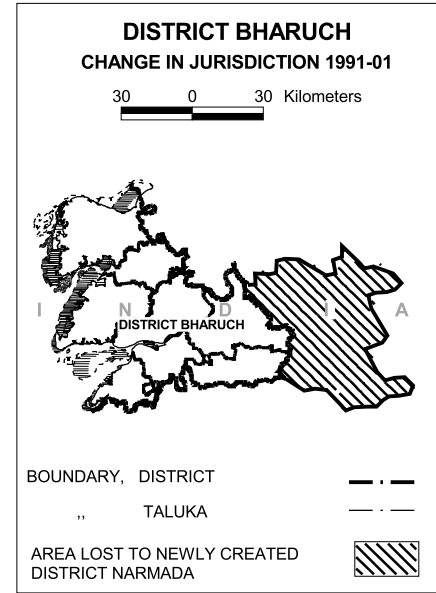 DISTRICT BHARUCH
CHANGE IN JURISDICTION 1991-01
30 0 30 Kilometers
I N D I A
DISTRICT BHARUCH
BOUNDARY, DISTRICT
,, TALUKA
AREA LOST TO NEWLY CREATED
DISTRICT NARMADA